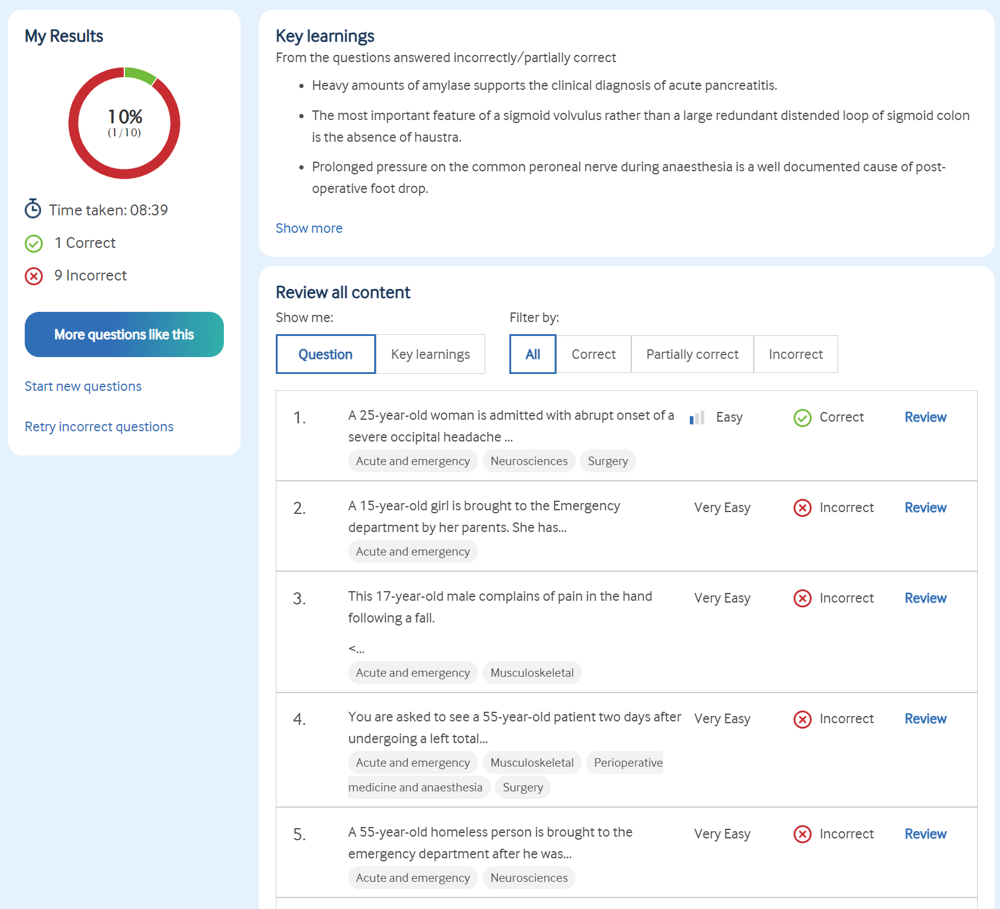 My Results
10%
(1/10)
Time taken: 08:39
1 Correct
9 Incorrect
More questions like this
Start new questions
Retry incorrect questions
Key learnings
From the questions answered incorrectly/partially correct
• Heavy amounts of amylase supports the clinical diagnosis of acute pancreatitis.
• The most important feature of a sigmoid volvulus rather than a large redundant distended loop of sigmoid colon
is the absence of haustra.
• Prolonged pressure on the common peroneal nerve during anaesthesia is a well documented cause of post-
operative foot drop.
Show more
Review all content
Show me: Filter by:
Question Key learnings All Correct Partially correct Incorrect
1. A 25-year-old woman is admitted with abrupt onset of a Easy Correct Review
severe occipital headache ...
Acute and emergency Neurosciences Surgery
2. A 15-year-old girl is brought to the Emergency Very Easy Incorrect Review
department by her parents. She has...
Acute and emergency
3. This 17-year-old male complains of pain in the hand Very Easy Incorrect Review
following a fall.
<...
Acute and emergency Musculoskeletal
4. You are asked to see a 55-year-old patient two days after Very Easy Incorrect Review
undergoing a left total...
Acute and emergency Musculoskeletal Perioperative
medicine and anaesthesia Surgery
5. A 55-year-old homeless person is brought to the Very Easy Incorrect Review
emergency department after he was...
Acute and emergency Neurosciences